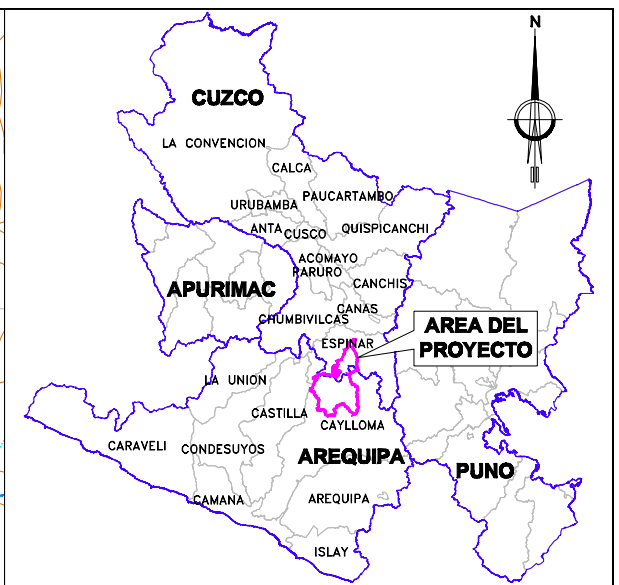 N
CUZCO
LA CONVENCION
CALCA
PAUCARTAMBO
URUBAMBA
ANTA
CUSCO
QUISPICANCHI
ACOMAYO
PARURO
CANCHIS
APURIMAC
CANAS
CHUMBIVILCAS
AREA DEL
PROYECTO
ESPINAR
LA UNION
CASTILLA
CAYLLOMA
CARAVELI
CONDESUYOS
AREQUIPA
PUNO
CAMANA
AREQUIPA
ISLAY